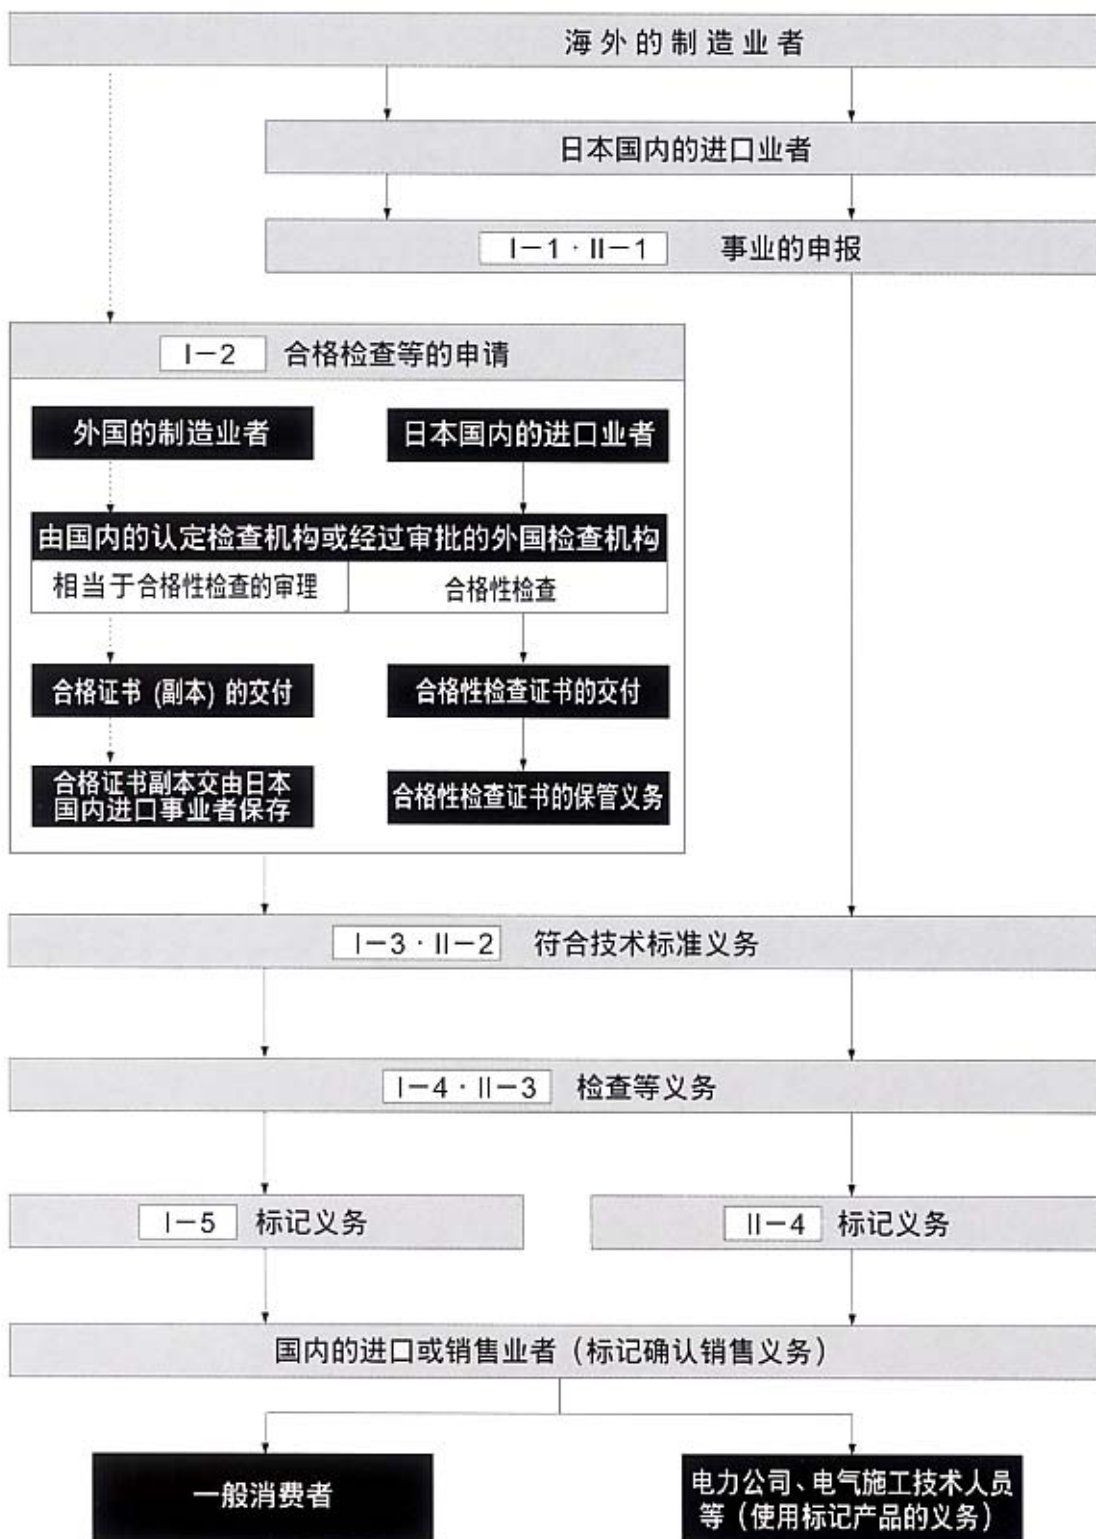 海外的制造业者
日本国内的进口业者
I-1·II-1 事业的申报
I-2 合格检查等的申请
外国的制造业者
日本国内的进口业者
由国内的认定检查机构或经过审批的外国检查机构
相当于合格性检查的审理
合格性检查
合格证书 (副本) 的交付
合格性检查证书的交付
合格证书副本交由日本
国内进口事业者保存
合格性检查证书的保管义务
I-3·II-2 符合技术标准义务
I-4·II-3 检查等义务
I-5 标记义务
II-4 标记义务
国内的进口或销售业者（标记确认销售义务）
一般消费者
电力公司、电气施工技术人员
等（使用标记产品的义务）